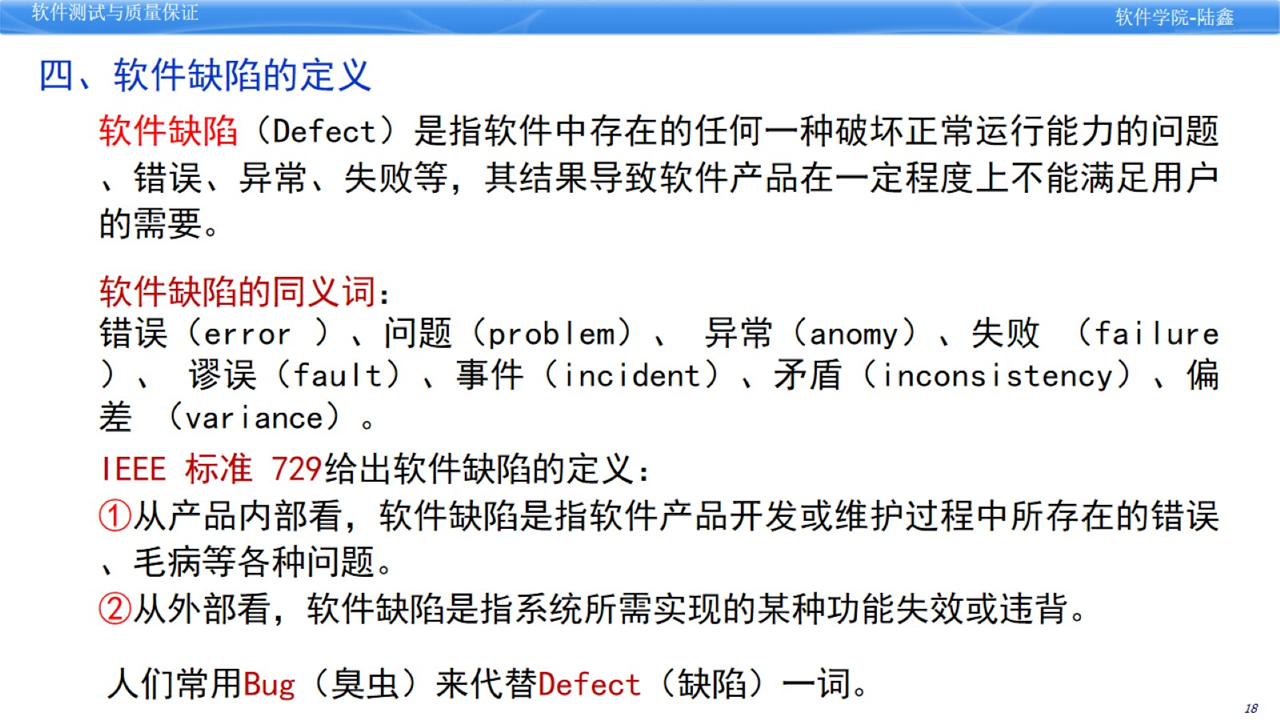 软件测试与质量保证
软件学院-陆鑫
四、软件缺陷的定义
软件缺陷（Defect）是指软件中存在的任何一种破坏正常运行能力的问题
、错误、异常、失败等，其结果导致软件产品在一定程度上不能满足用户
的需要。
软件缺陷的同义词：
错误（error ）、问题（problem）、 异常（anomy）、失败 （failure
）、 谬误（fault）、事件（incident）、矛盾（inconsistency）、偏
差 （variance）。
IEEE 标准 729给出软件缺陷的定义：
①从产品内部看，软件缺陷是指软件产品开发或维护过程中所存在的错误
、毛病等各种问题。
②从外部看，软件缺陷是指系统所需实现的某种功能失效或违背。
人们常用Bug（臭虫）来代替Defect（缺陷）一词。
18